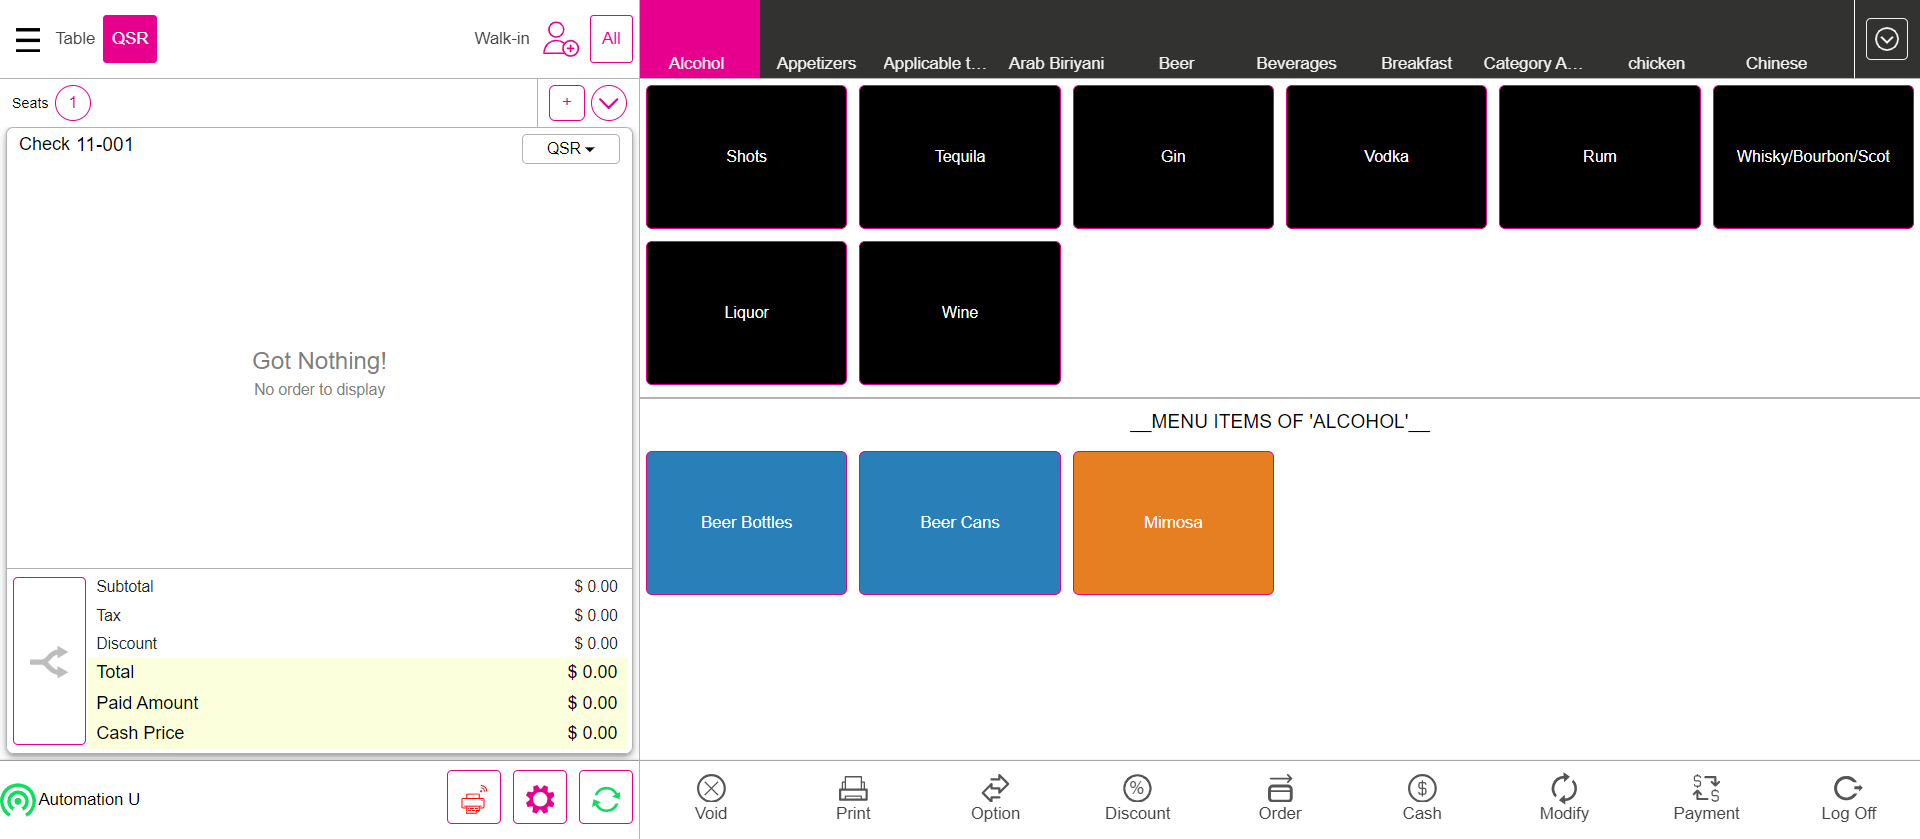 Table
QSR
Walk-in
All
Alcohol
Appetizers
Applicable t...
Arab Biriyani
Beer
Beverages
Breakfast
Category A...
chicken
Chinese
Seats
1
+
Check 11-001
QSR
Got Nothing!
No order to display
Subtotal
$ 0.00
Tax
$ 0.00
Discount
$ 0.00
Total
$ 0.00
Paid Amount
$ 0.00
Cash Price
$ 0.00
Automation U
Shots
Tequila
Gin
Vodka
Rum
Whisky/Bourbon/Scot
Liquor
Wine
__MENU ITEMS OF 'ALCOHOL'__
Beer Bottles
Beer Cans
Mimosa
Void
Print
Option
Discount
Order
Cash
Modify
Payment
Log Off